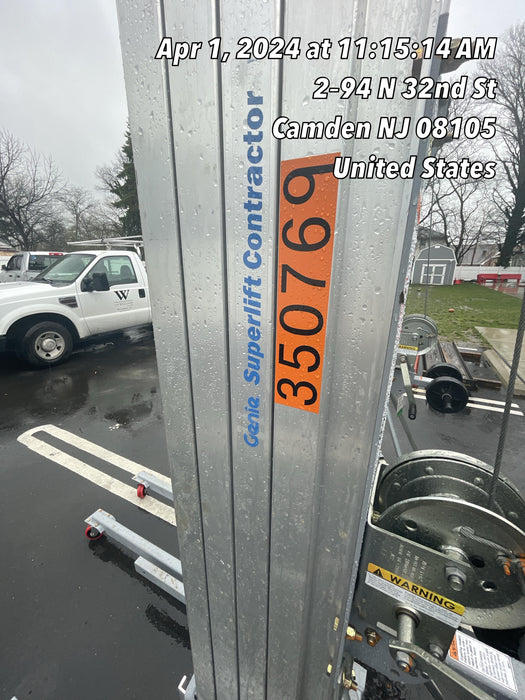 Apr 1, 2024 at 11:15:14 AM
2-94 N 32nd St
Camden NJ 08105
United States
Genie Superlift Contractor
350769
W
WARNING